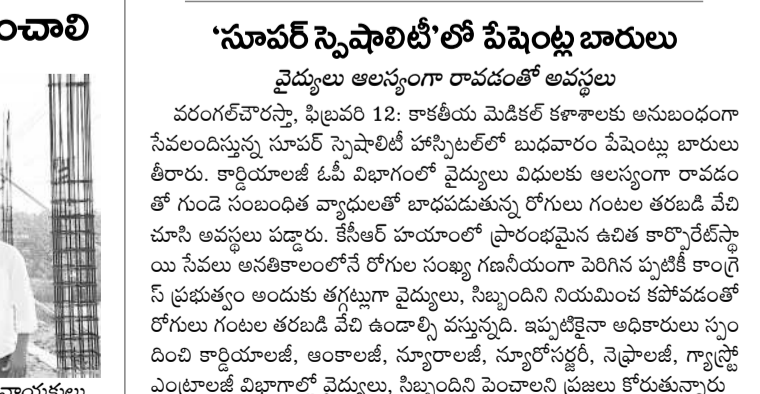 ంచాలి
‘సూపర్ స్పెషాలిటీ’లో పేషెంట్ల బారులు
వైద్యులు ఆలస్యంగా రావడంతో అవస్థలు
వరంగల్‌చౌరస్తా, ఫిబ్రవరి 12: కాకతీయ మెడికల్ కళాశాలకు అనుబంధంగా
సేవలందిస్తున్న సూపర్ స్పెషాలిటీ హాస్పిటల్‌లో బుధవారం పేషెంట్లు బారులు
తీరారు. కార్డియాలజీ ఓపీ విభాగంలో వైద్యులు విధులకు ఆలస్యంగా రావడం
తో గుండె సంబంధిత వ్యాధులతో బాధపడుతున్న రోగులు గంటల తరబడి వేచి
చూసి అవస్థలు పడ్డారు. కేసీఆర్ హయాంలో ప్రారంభమైన ఉచిత కార్పొరేట్‌స్థా
యి సేవలు అనతికాలంలోనే రోగుల సంఖ్య గణనీయంగా పెరిగిన ప్పటికీ కాంగ్రె
స్ ప్రభుత్వం అందుకు తగ్గట్లుగా వైద్యులు, సిబ్బందిని నియమించ కపోవడంతో
రోగులు గంటల తరబడి వేచి ఉండాల్సి వస్తున్నది. ఇప్పటికైనా అధికారులు స్పం
దించి కార్డియాలజీ, ఆంకాలజీ, న్యూరాలజీ, న్యూరోసర్జరీ, నెఫ్రాలజీ, గ్యాస్ట్రో
ఎంట్రాలజీ విభాగాల్లో వైద్యులు, సిబ్బందిని పెంచాలని ప్రజలు కోరుతున్నారు